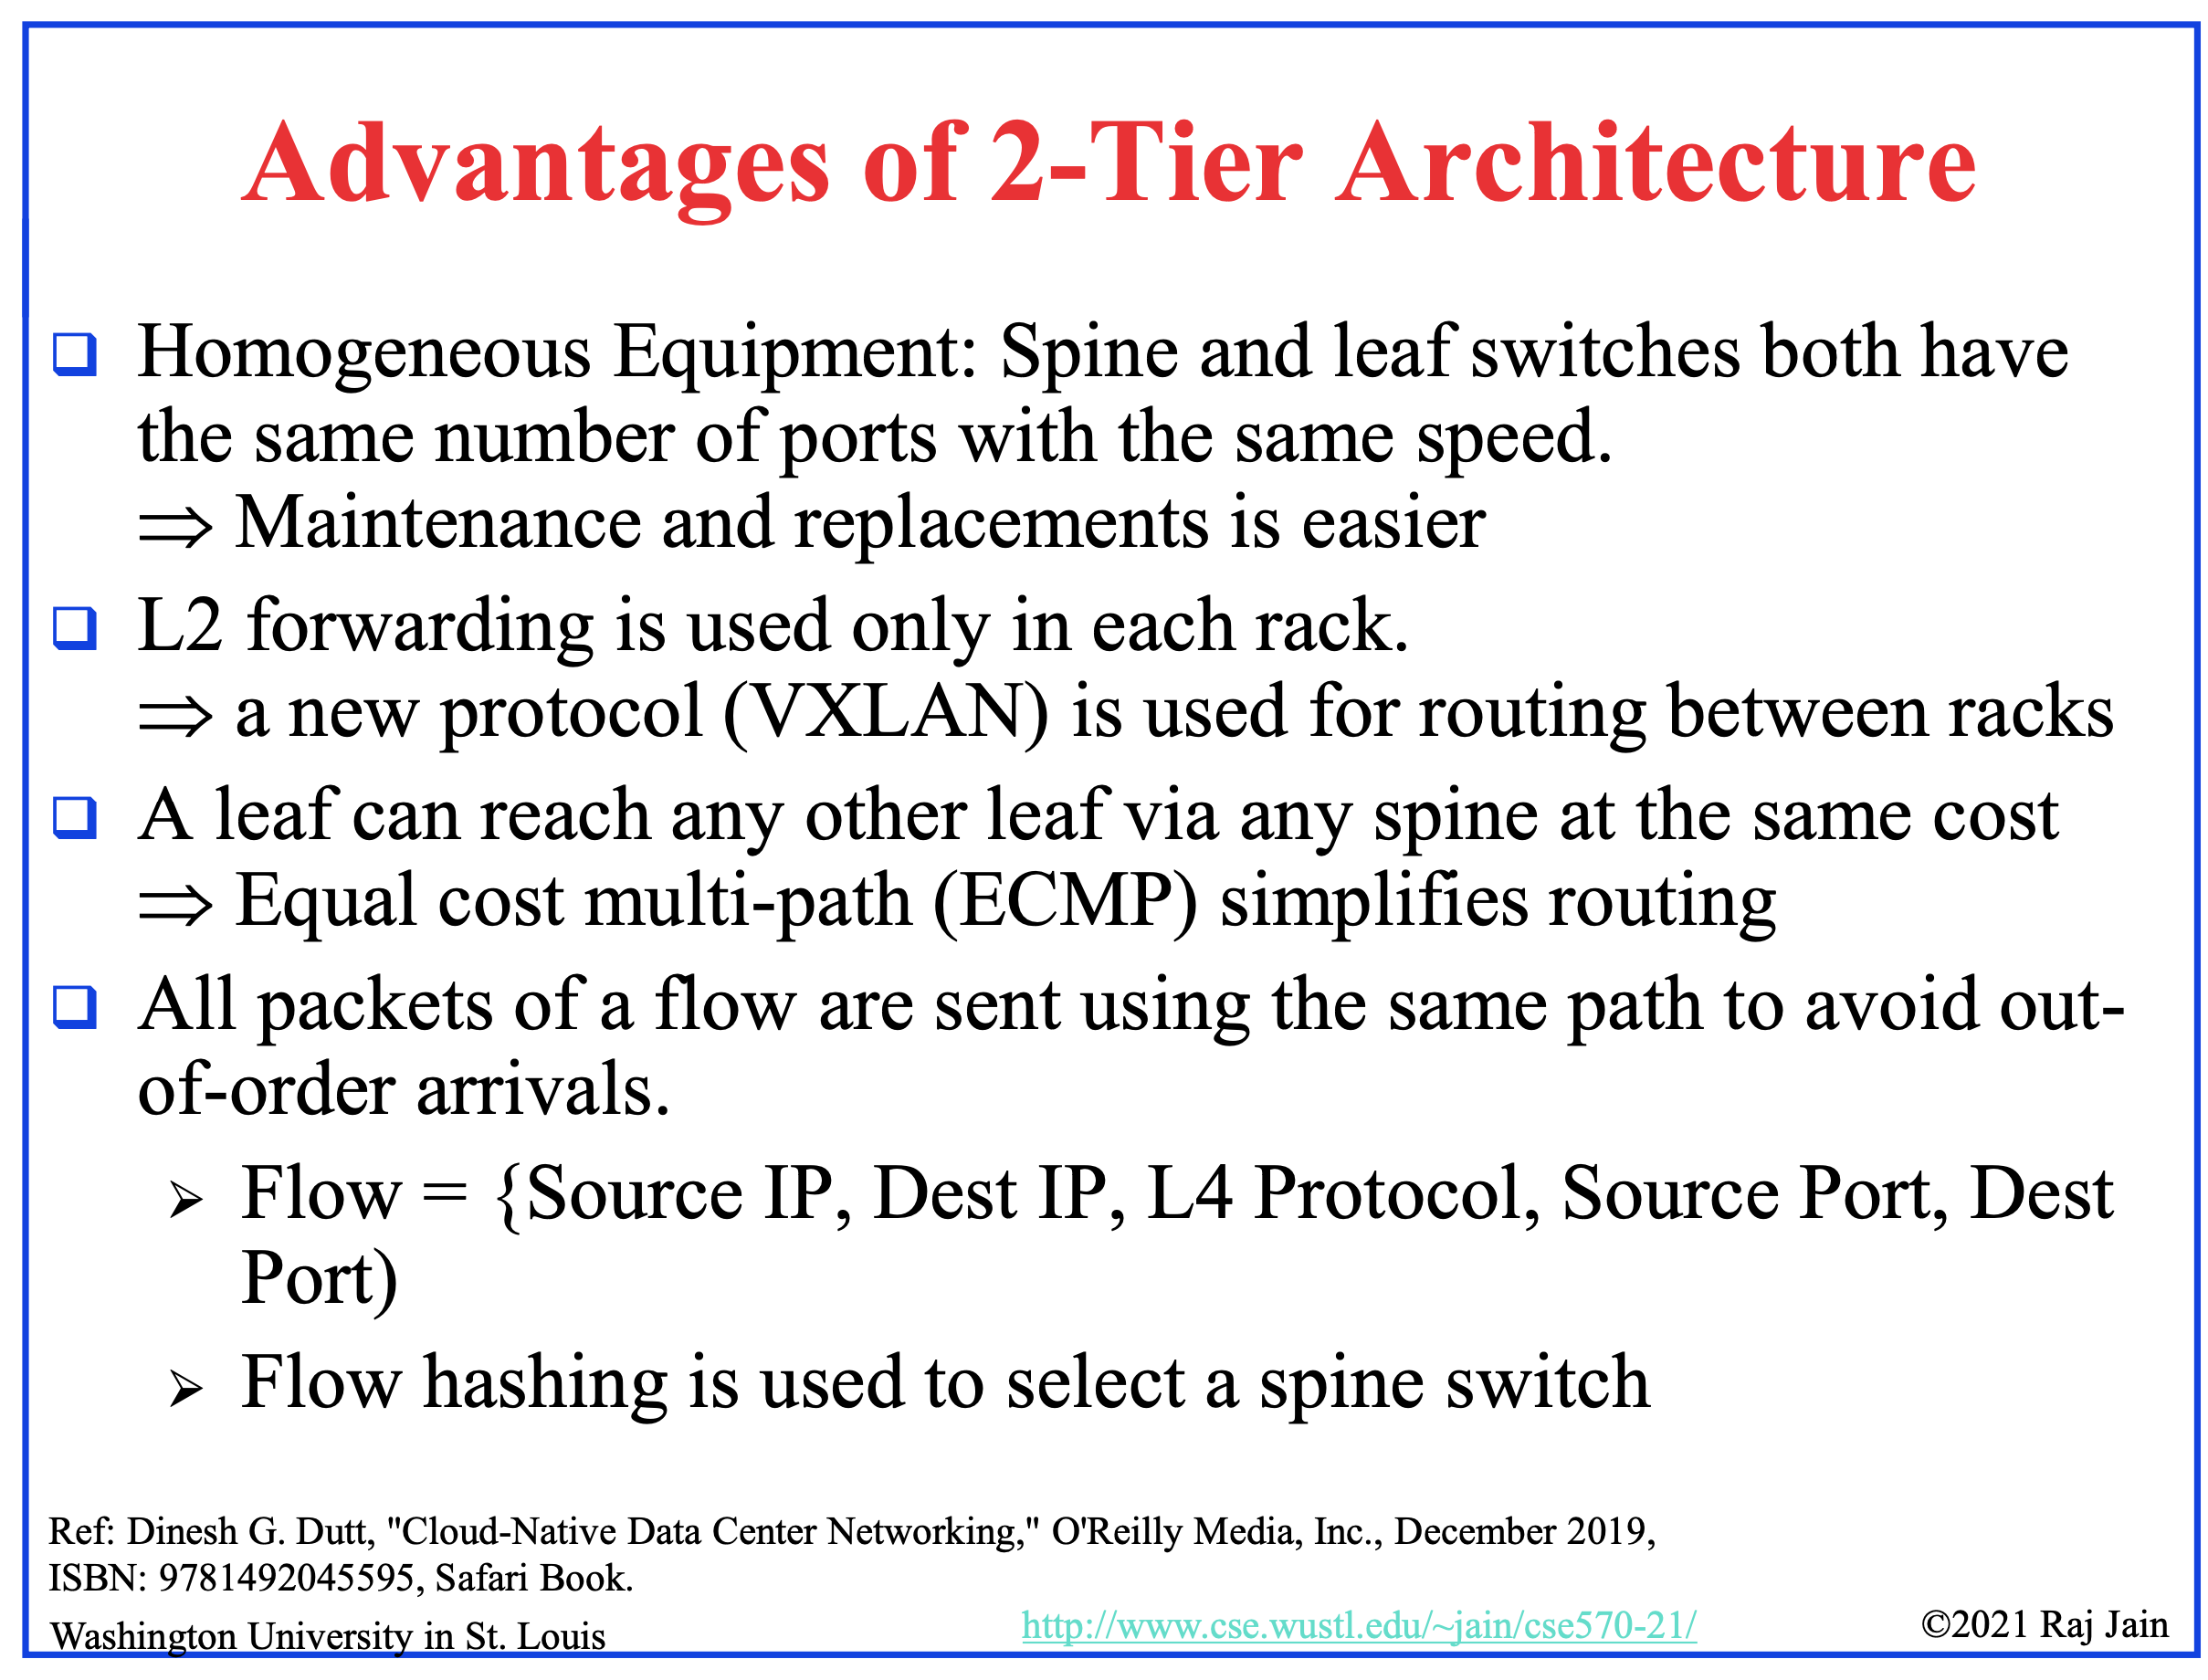 Advantages of 2-Tier Architecture
Homogeneous Equipment: Spine and leaf switches both have
the same number of ports with the same speed.
⇒ Maintenance and replacements is easier
L2 forwarding is used only in each rack.
⇒ a new protocol (VXLAN) is used for routing between racks
A leaf can reach any other leaf via any spine at the same cost
⇒ Equal cost multi-path (ECMP) simplifies routing
All packets of a flow are sent using the same path to avoid out-
of-order arrivals.
Flow = {Source IP, Dest IP, L4 Protocol, Source Port, Dest
Port)
Flow hashing is used to select a spine switch
Ref: Dinesh G. Dutt, "Cloud-Native Data Center Networking," O'Reilly Media, Inc., December 2019,
ISBN: 9781492045595, Safari Book.
Washington University in St. Louis
http://www.cse.wustl.edu/~jain/cse570-21/
©2021 Raj Jain